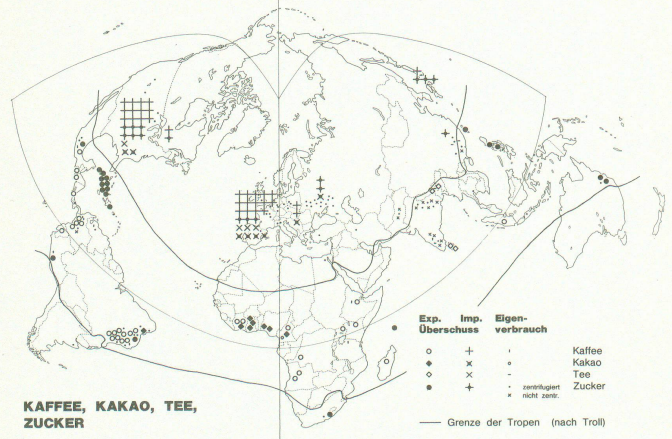 Exp. Imp. Eigen-
Überschuss verbrauch
Kaffee
Kakao
Tee
zentrifugiert Zucker
nicht zentr.
KAFFEE, KAKAO, TEE,
ZUCKER
Grenze der Tropen (nach Troll)